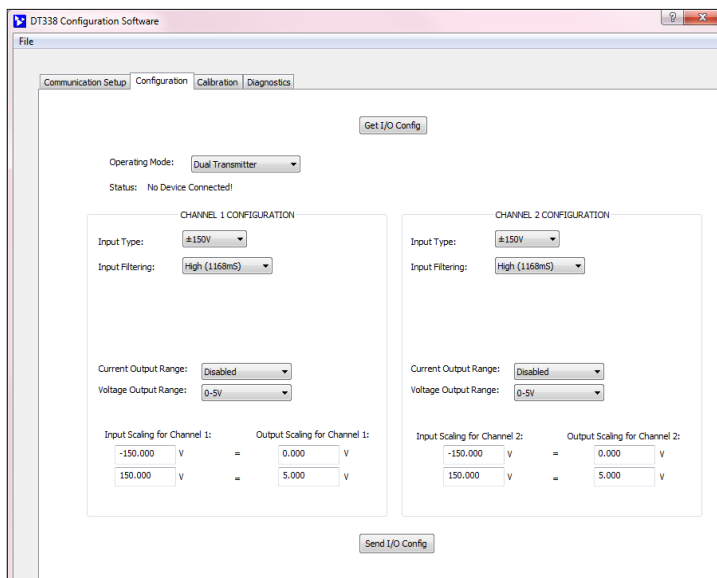 DT338 Configuration Software
File
Communication Setup Configuration Calibration Diagnostics
Get I/O Config
Operating Mode: Dual Transmitter
Status: No Device Connected!
CHANNEL 1 CONFIGURATION
Input Type: ±150V
Input Filtering: High (1168mS)
Current Output Range: Disabled
Voltage Output Range: 0-5V
Input Scaling for Channel 1: Output Scaling for Channel 1:
-150.000 V = 0.000 V
150.000 V = 5.000 V
CHANNEL 2 CONFIGURATION
Input Type: ±150V
Input Filtering: High (1168mS)
Current Output Range: Disabled
Voltage Output Range: 0-5V
Input Scaling for Channel 2: Output Scaling for Channel 2:
-150.000 V = 0.000 V
150.000 V = 5.000 V
Send I/O Config